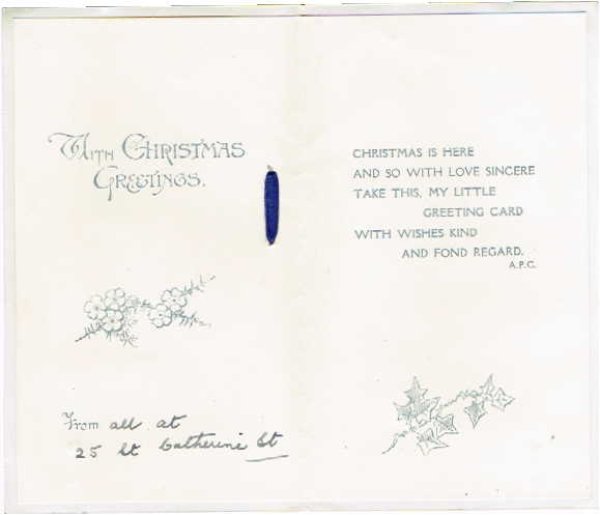 With Christmas
Greetings.
From all at
25 St Catherine St
CHRISTMAS IS HERE
AND SO WITH LOVE SINCERE
TAKE THIS, MY LITTLE
GREETING CARD
WITH WISHES KIND
AND FOND REGARD.
A.P.C.